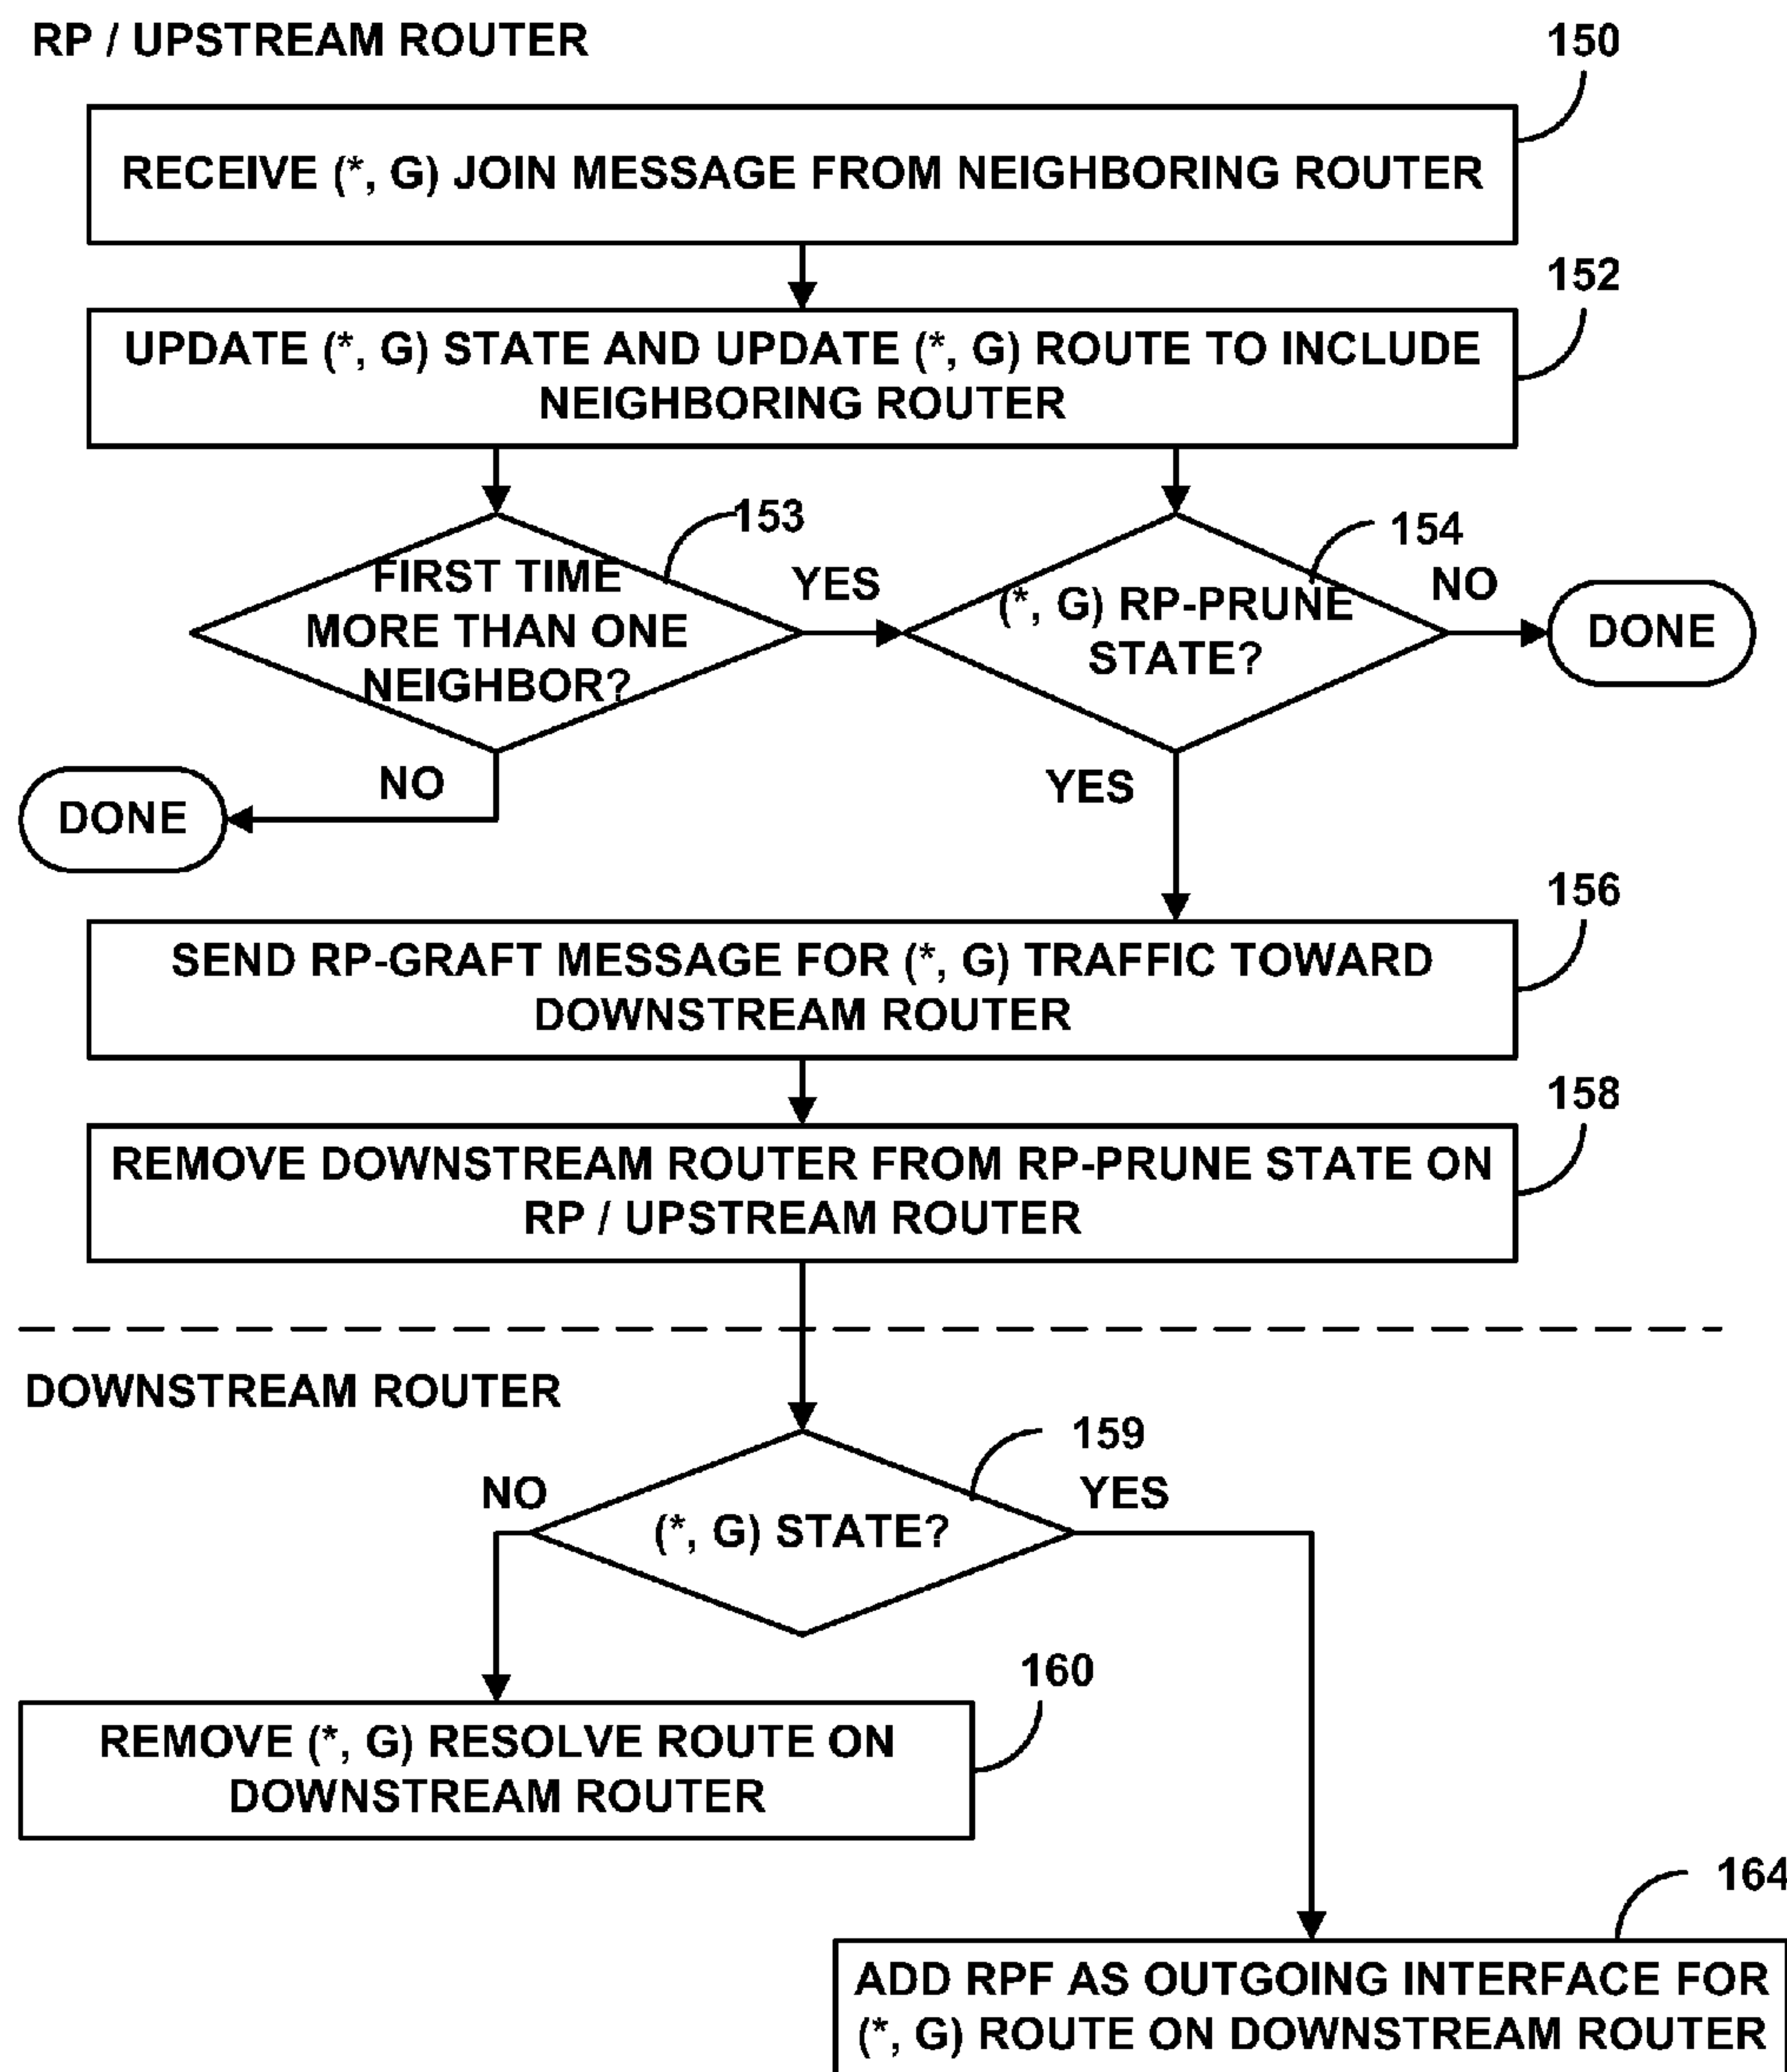 RP / UPSTREAM ROUTER
150
RECEIVE (*, G) JOIN MESSAGE FROM NEIGHBORING ROUTER
152
UPDATE (*, G) STATE AND UPDATE (*, G) ROUTE TO INCLUDE
NEIGHBORING ROUTER
153
FIRST TIME
MORE THAN ONE
NEIGHBOR?
YES
154
(*, G) RP-PRUNE
STATE?
NO
DONE
NO
DONE
YES
156
SEND RP-GRAFT MESSAGE FOR (*, G) TRAFFIC TOWARD
DOWNSTREAM ROUTER
158
REMOVE DOWNSTREAM ROUTER FROM RP-PRUNE STATE ON
RP / UPSTREAM ROUTER
DOWNSTREAM ROUTER
159
NO
YES
(*, G) STATE?
160
REMOVE (*, G) RESOLVE ROUTE ON
DOWNSTREAM ROUTER
164
ADD RPF AS OUTGOING INTERFACE FOR
(*, G) ROUTE ON DOWNSTREAM ROUTER